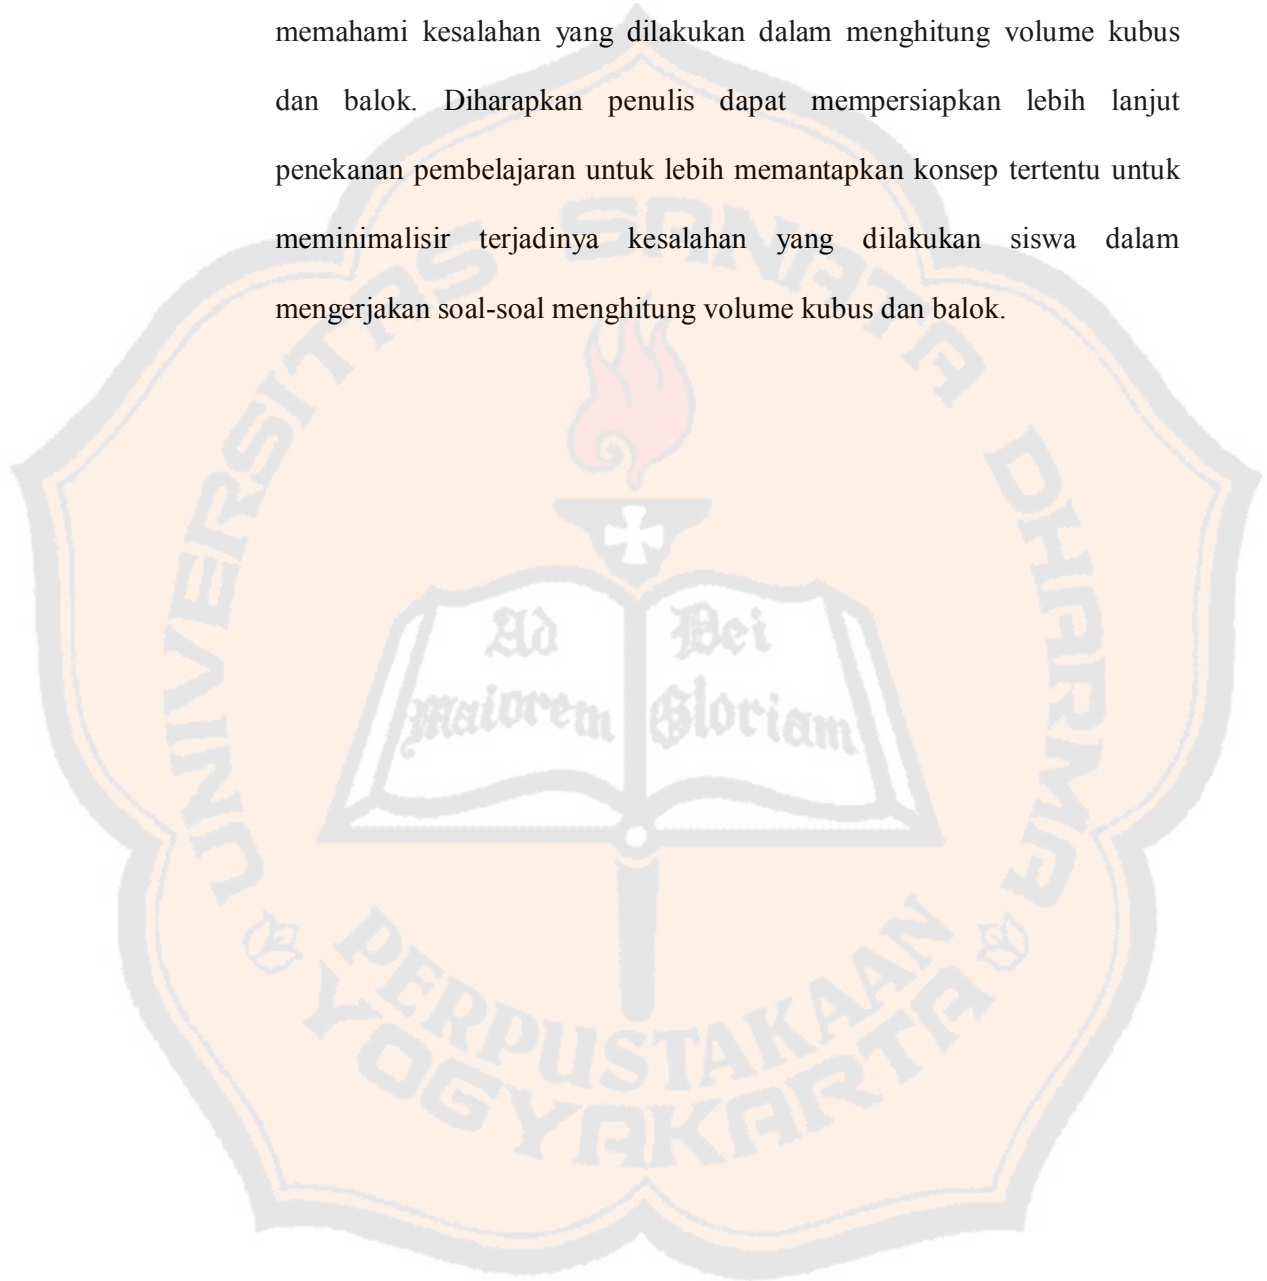 memahami kesalahan yang dilakukan dalam menghitung volume kubus
dan balok. Diharapkan penulis dapat mempersiapkan lebih lanjut
penekanan pembelajaran untuk lebih memantapkan konsep tertentu untuk
meminimalisir terjadinya kesalahan yang dilakukan siswa dalam
mengerjakan soal-soal menghitung volume kubus dan balok.
UNIVERSITAS SANATA DHARMA
Ad
maiorem
Dei
Gloriam
PERPUSTAKAAN
YOGYAKARTA